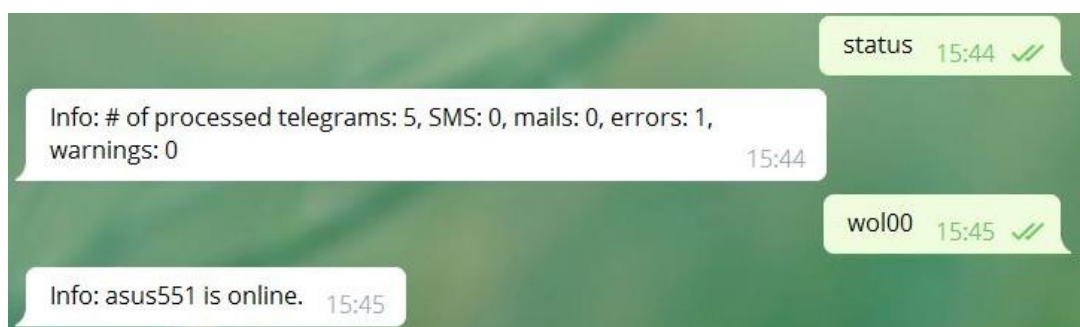 status 15:44
Info: # of processed telegrams: 5, SMS: 0, mails: 0, errors: 1,
warnings: 0 15:44
wol00 15:45
Info: asus551 is online. 15:45